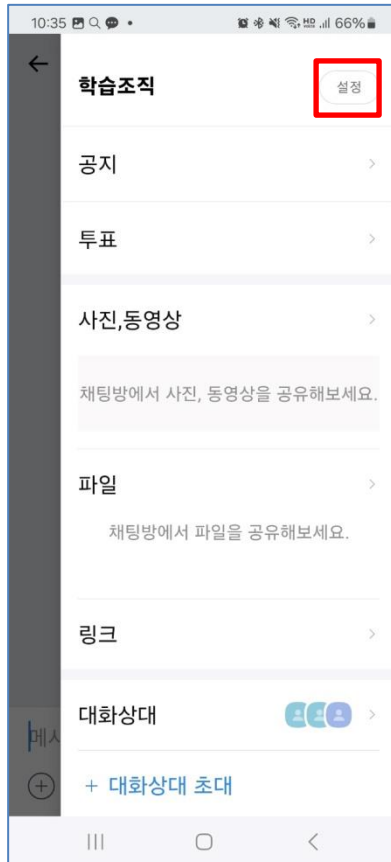 10:35 66%
학습조직 설정
공지
투표
사진,동영상
채팅방에서 사진, 동영상을 공유해보세요.
파일
채팅방에서 파일을 공유해보세요.
링크
대화상대
메시
+ 대화상대 초대